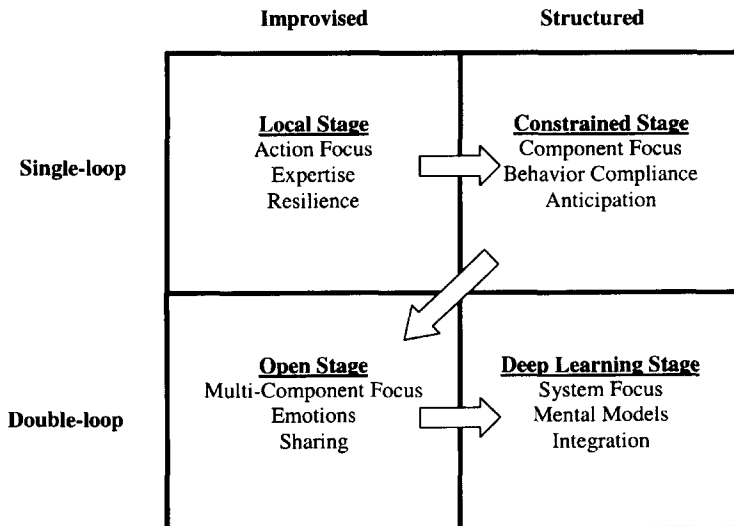 Improvised
Structured
Single-loop
Local Stage
Action Focus
Expertise
Resilience
Constrained Stage
Component Focus
Behavior Compliance
Anticipation
Double-loop
Open Stage
Multi-Component Focus
Emotions
Sharing
Deep Learning Stage
System Focus
Mental Models
Integration